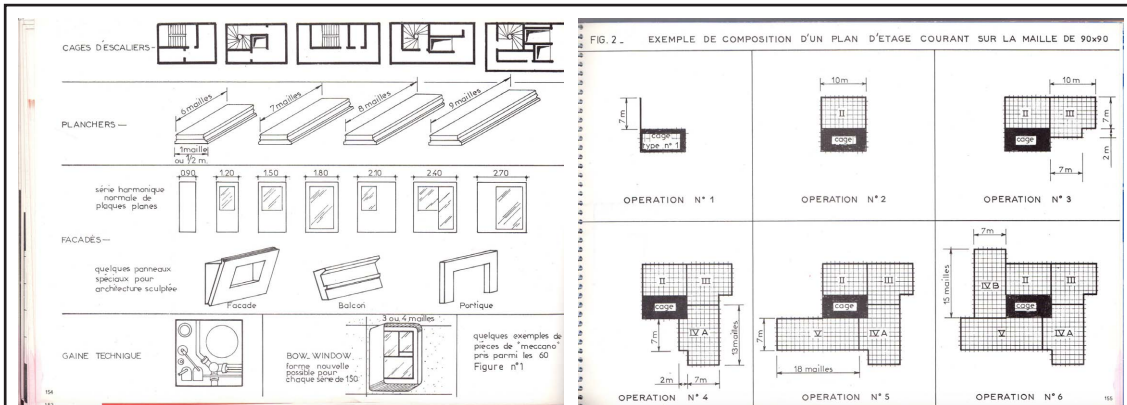 CAGES D'ESCALIERS -
PLANCHERS —
6 mailles
7 mailles
8 mailles
9 mailles
1 maille
ou 1/2 m.
0.90
1.20
1.50
1.80
2.10
2.40
2.70
série harmonique
normale de
plaques planes
FACADÈS —
quelques panneaux
spéciaux pour
architecture sculptée
Facade
Balcon
Portique
GAINE TECHNIQUE
BOW. WINDOW
forme nouvelle
possible pour
chaque série de 150
3 ou 4 mailles
quelques exemples de
pièces de "meccano"
pris parmi les 60
Figure n°1
154
FIG. 2 _ EXEMPLE DE COMPOSITION D'UN PLAN D'ETAGE COURANT SUR LA MAILLE DE 90x90
7m
cage
type n° 1
OPERATION N° 1
10m
II
7m
cage
OPERATION N° 2
10m
II
III
7m
2m
cage
7m
OPERATION N° 3
II
III
cage
7m
IV A
13 mailles
2m
7m
OPERATION N° 4
II
III
cage
7m
V
IV A
18 mailles
OPERATION N° 5
7m
15 mailles
IV B
II
III
cage
V
IV A
OPERATION N° 6
155